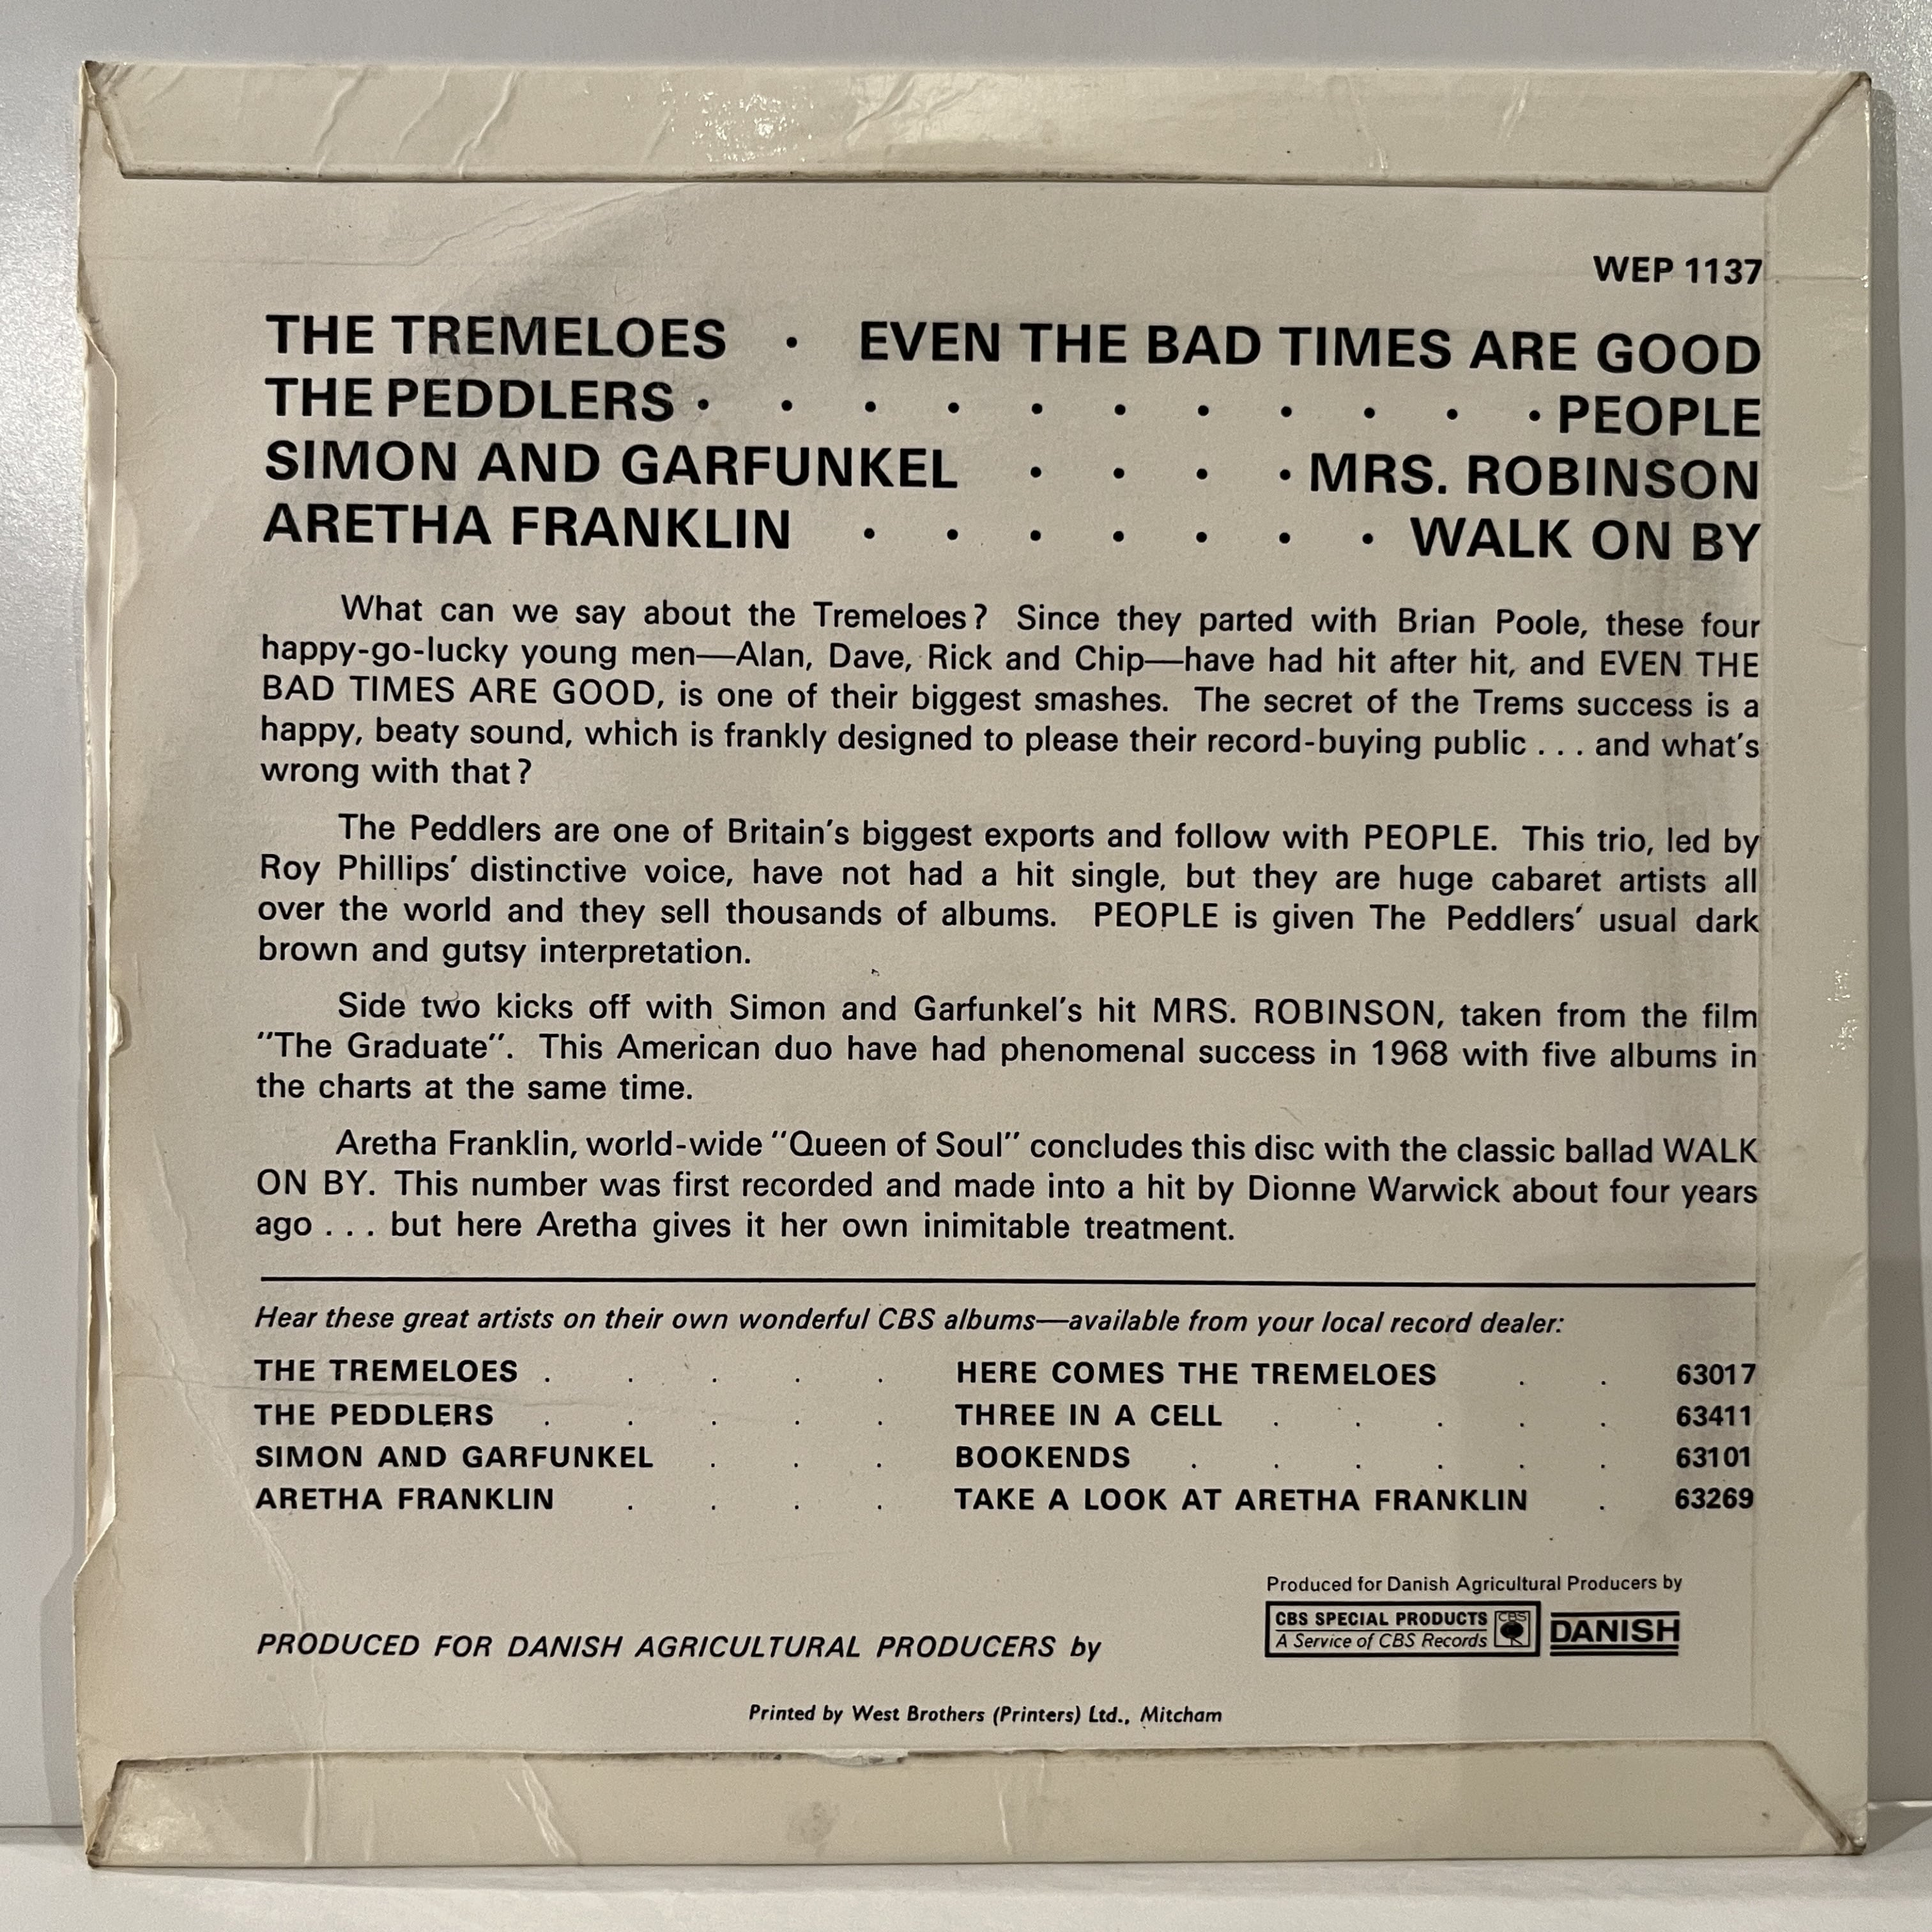 WEP 1137
THE TREMELOES . EVEN THE BAD TIMES ARE GOOD
THE PEDDLERS . . . . . . . . . . . PEOPLE
SIMON AND GARFUNKEL . . . . MRS. ROBINSON
ARETHA FRANKLIN . . . . . . . WALK ON BY
What can we say about the Tremeloes? Since they parted with Brian Poole, these four
happy-go-lucky young men—Alan, Dave, Rick and Chip—have had hit after hit, and EVEN THE
BAD TIMES ARE GOOD, is one of their biggest smashes. The secret of the Trems success is a
happy, beaty sound, which is frankly designed to please their record-buying public . . . and what's
wrong with that?
The Peddlers are one of Britain's biggest exports and follow with PEOPLE. This trio, led by
Roy Phillips' distinctive voice, have not had a hit single, but they are huge cabaret artists all
over the world and they sell thousands of albums. PEOPLE is given The Peddlers' usual dark
brown and gutsy interpretation.
Side two kicks off with Simon and Garfunkel's hit MRS. ROBINSON, taken from the film
"The Graduate". This American duo have had phenomenal success in 1968 with five albums in
the charts at the same time.
Aretha Franklin, world-wide "Queen of Soul" concludes this disc with the classic ballad WALK
ON BY. This number was first recorded and made into a hit by Dionne Warwick about four years
ago . . . but here Aretha gives it her own inimitable treatment.
Hear these great artists on their own wonderful CBS albums—available from your local record dealer:
THE TREMELOES . . . . . HERE COMES THE TREMELOES . . 63017
THE PEDDLERS . . . . . THREE IN A CELL . . . . . 63411
SIMON AND GARFUNKEL . . . BOOKENDS . . . . . . 63101
ARETHA FRANKLIN . . . . TAKE A LOOK AT ARETHA FRANKLIN . 63269
Produced for Danish Agricultural Producers by
CBS SPECIAL PRODUCTS CBS
A Service of CBS Records
DANISH
PRODUCED FOR DANISH AGRICULTURAL PRODUCERS by
Printed by West Brothers (Printers) Ltd., Mitcham